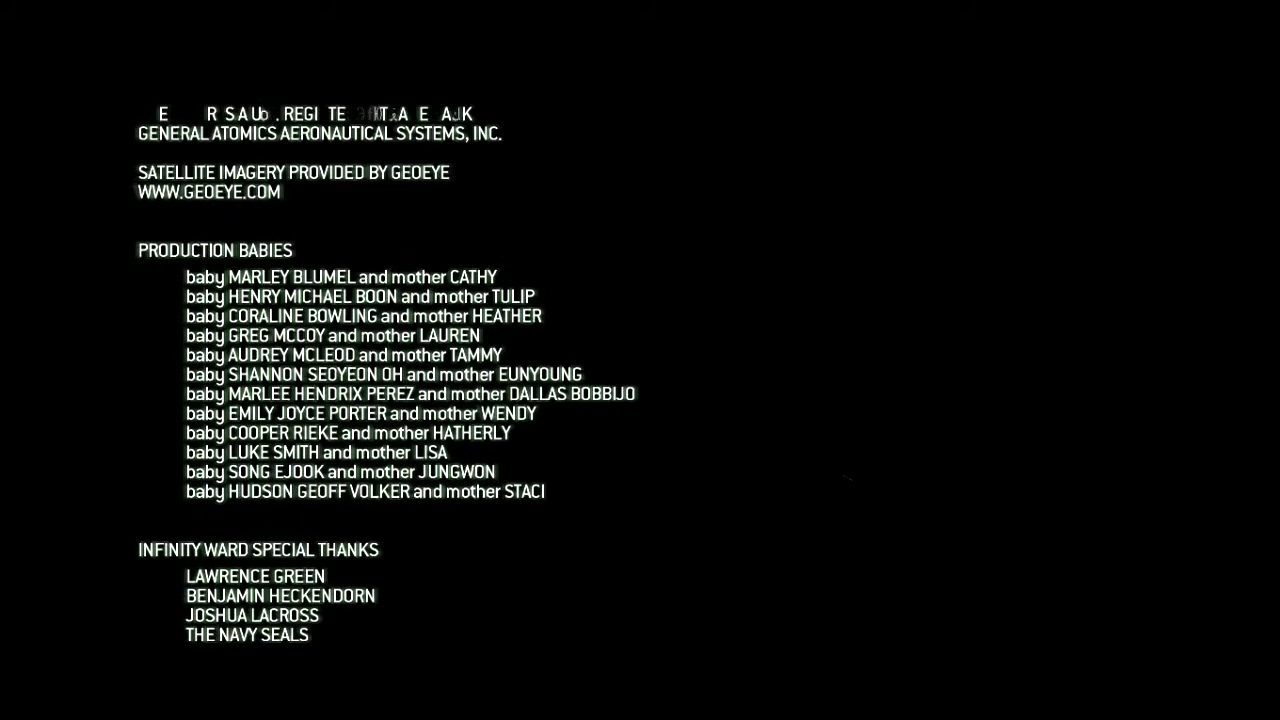 GENERAL ATOMICS AERONAUTICAL SYSTEMS, INC.
SATELLITE IMAGERY PROVIDED BY GEOEYE
WWW.GEOEYE.COM
PRODUCTION BABIES
baby MARLEY BLUMEL and mother CATHY
baby HENRY MICHAEL BOON and mother TULIP
baby CORALINE BOWLING and mother HEATHER
baby GREG MCCOY and mother LAUREN
baby AUDREY MCLEOD and mother TAMMY
baby SHANNON SEOYEON OH and mother EUNYOUNG
baby MARLEE HENDRIX PEREZ and mother DALLAS BOBBIJO
baby EMILY JOYCE PORTER and mother WENDY
baby COOPER RIEKE and mother HATHERLY
baby LUKE SMITH and mother LISA
baby SONG EJOOK and mother JUNGWON
baby HUDSON GEOFF VOLKER and mother STACI
INFINITY WARD SPECIAL THANKS
LAWRENCE GREEN
BENJAMIN HECKENDORN
JOSHUA LACROSS
THE NAVY SEALS